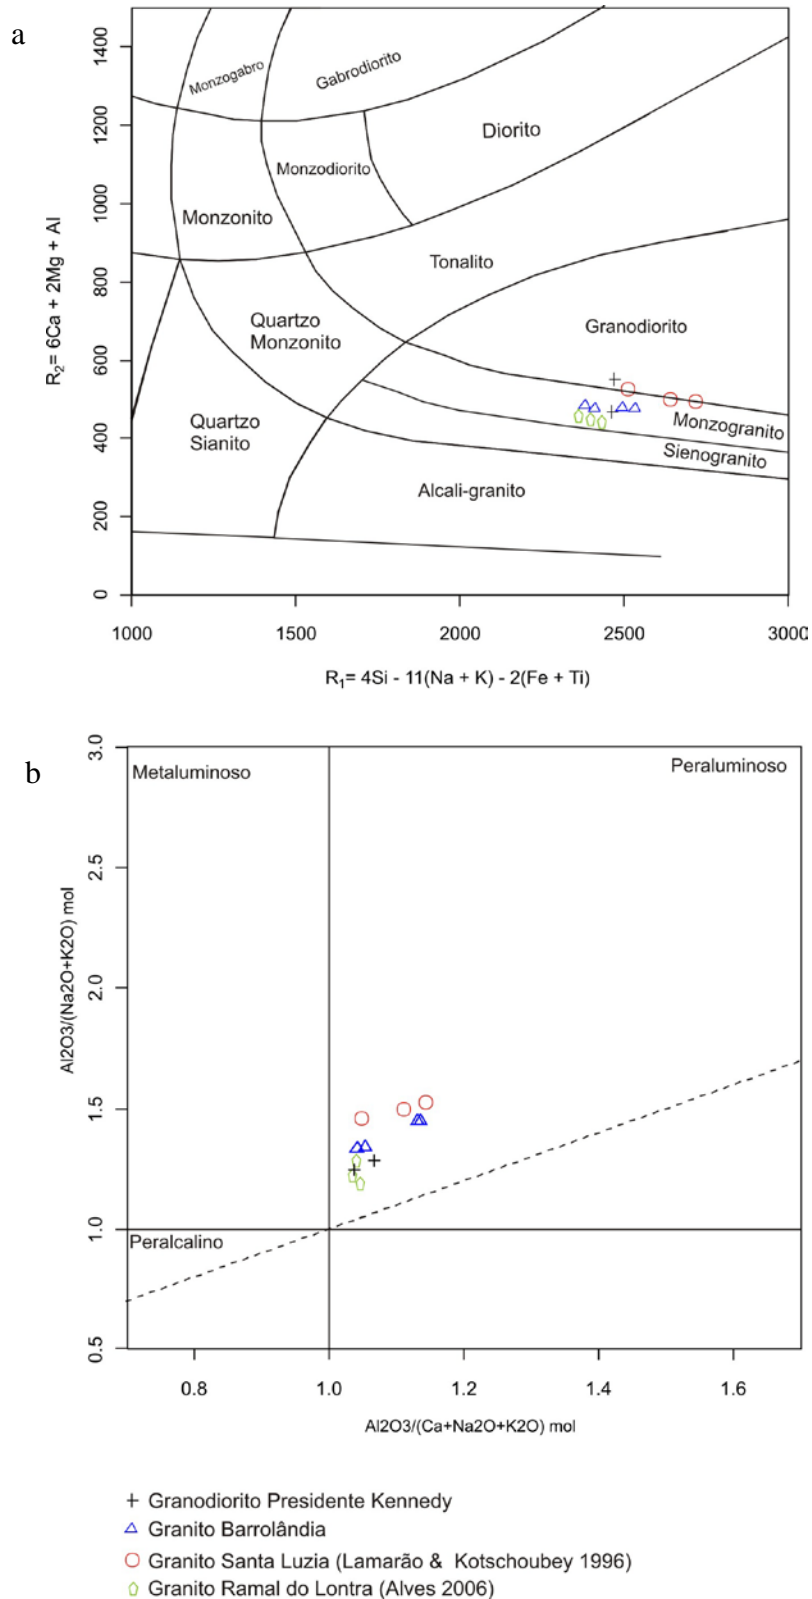 a
1400
1200
1000
800
600
400
200
0
R₂= 6Ca + 2Mg + Al
Monzogabro
Gabrodiorito
Diorito
Monzodiorito
Monzonito
Tonalito
Quartzo
Monzonito
Granodiorito
Quartzo
Sianito
Monzogranito
Sienogranito
Alcali-granito
1000 1500 2000 2500 3000
R₁= 4Si - 11(Na + K) - 2(Fe + Ti)
b
3.0
2.5
2.0
1.5
1.0
0.5
Al2O3/(Na2O+K2O) mol
Metaluminoso
Peraluminoso
Peralcalino
0.8 1.0 1.2 1.4 1.6
Al2O3/(Ca+Na2O+K2O) mol
Granodiorito Presidente Kennedy
Granito Barrolândia
Granito Santa Luzia (Lamarão & Kotschoubey 1996)
Granito Ramal do Lontra (Alves 2006)